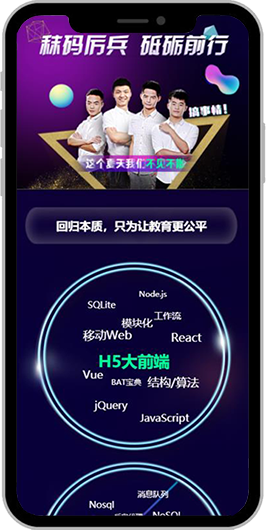 秣码厉兵 砥砺前行
搞事情!
这个夏天我们不见不散
回归本质，只为让教育更公平
Node.js
SQLite
工作流
模块化
移动Web
React
H5大前端
Vue
BAT宝典
结构/算法
jQuery
JavaScript
消息队列
Nosql
NoSQL